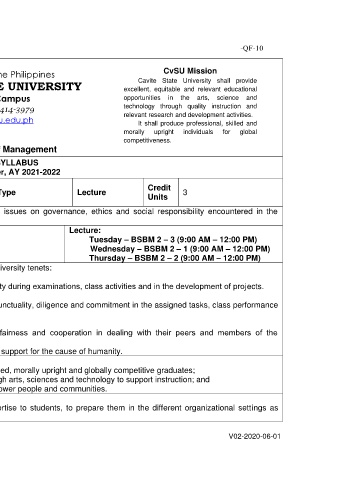 -QF-10
he Philippines
E UNIVERSITY
Campus
414-3979
u.edu.ph
CvSU Mission
Cavite State University shall provide
excellent, equitable and relevant educational
opportunities in the arts, science and
technology through quality instruction and
relevant research and development activities.
It shall produce professional, skilled and
morally upright individuals for global
competitiveness.
f Management
SYLLABUS
r, AY 2021-2022
Type Lecture Credit Units 3
issues on governance, ethics and social responsibility encountered in the
Lecture:
Tuesday – BSBM 2 – 3 (9:00 AM – 12:00 PM)
Wednesday – BSBM 2 – 1 (9:00 AM – 12:00 PM)
Thursday – BSBM 2 – 2 (9:00 AM – 12:00 PM)
iversity tenets:
ty during examinations, class activities and in the development of projects.
unctuality, diligence and commitment in the assigned tasks, class performance
fairness and cooperation in dealing with their peers and members of the
support for the cause of humanity.
ed, morally upright and globally competitive graduates;
gh arts, sciences and technology to support instruction; and
ower people and communities.
ertise to students, to prepare them in the different organizational settings as
V02-2020-06-01